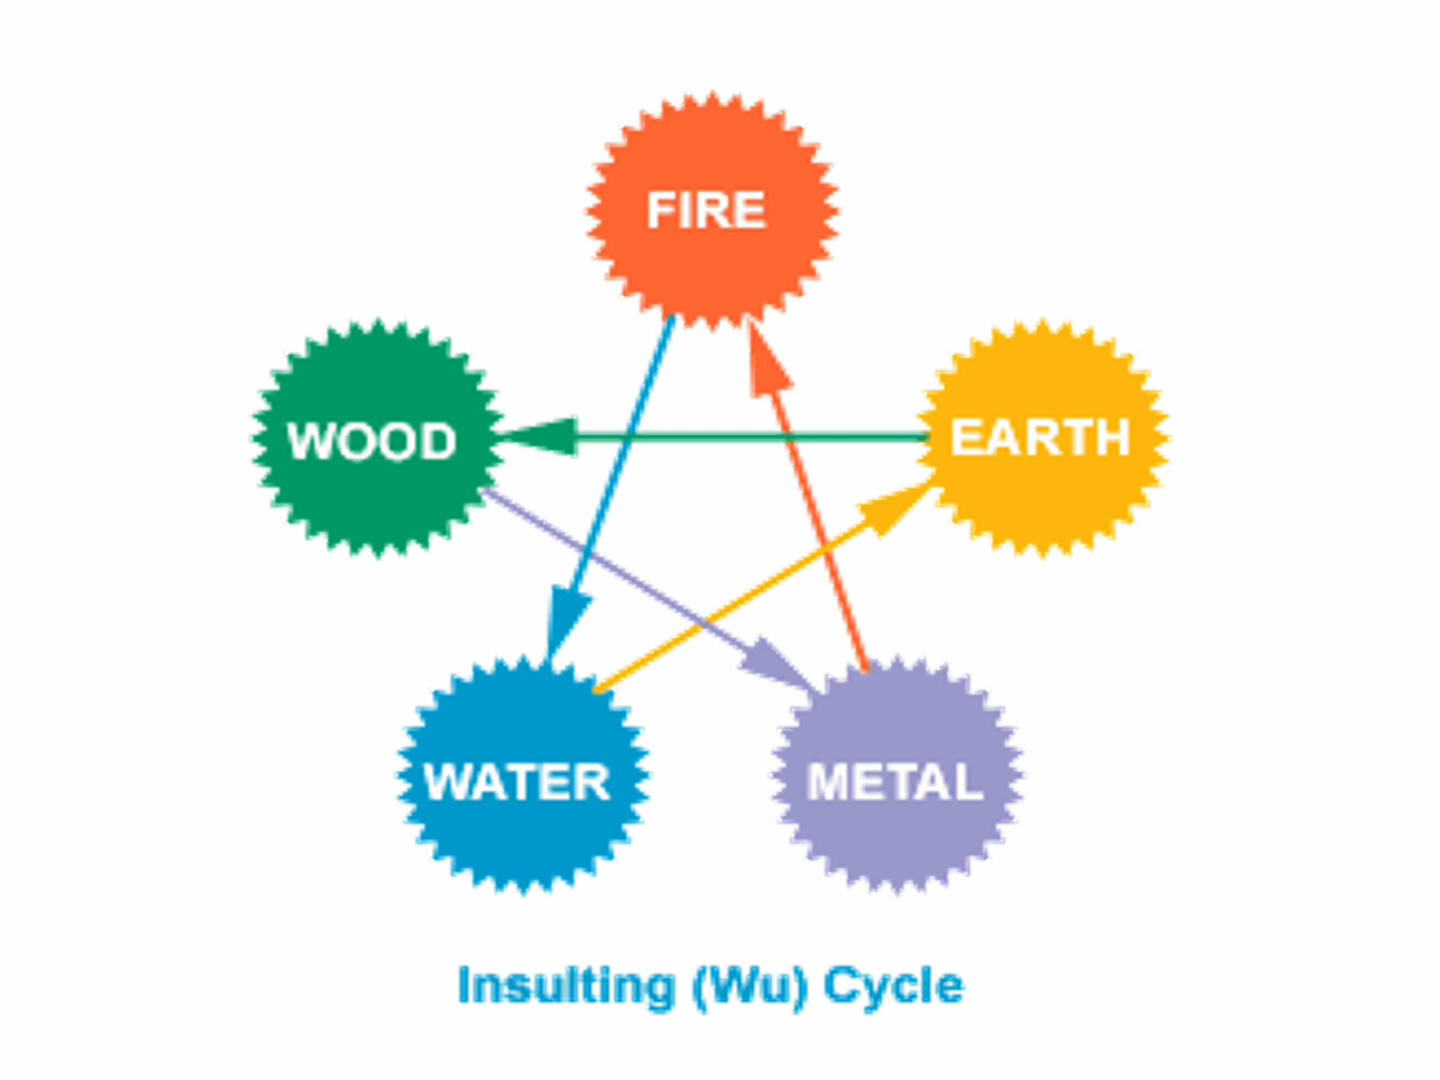 FIRE
WOOD
EARTH
WATER
METAL
Insulting (Wu) Cycle